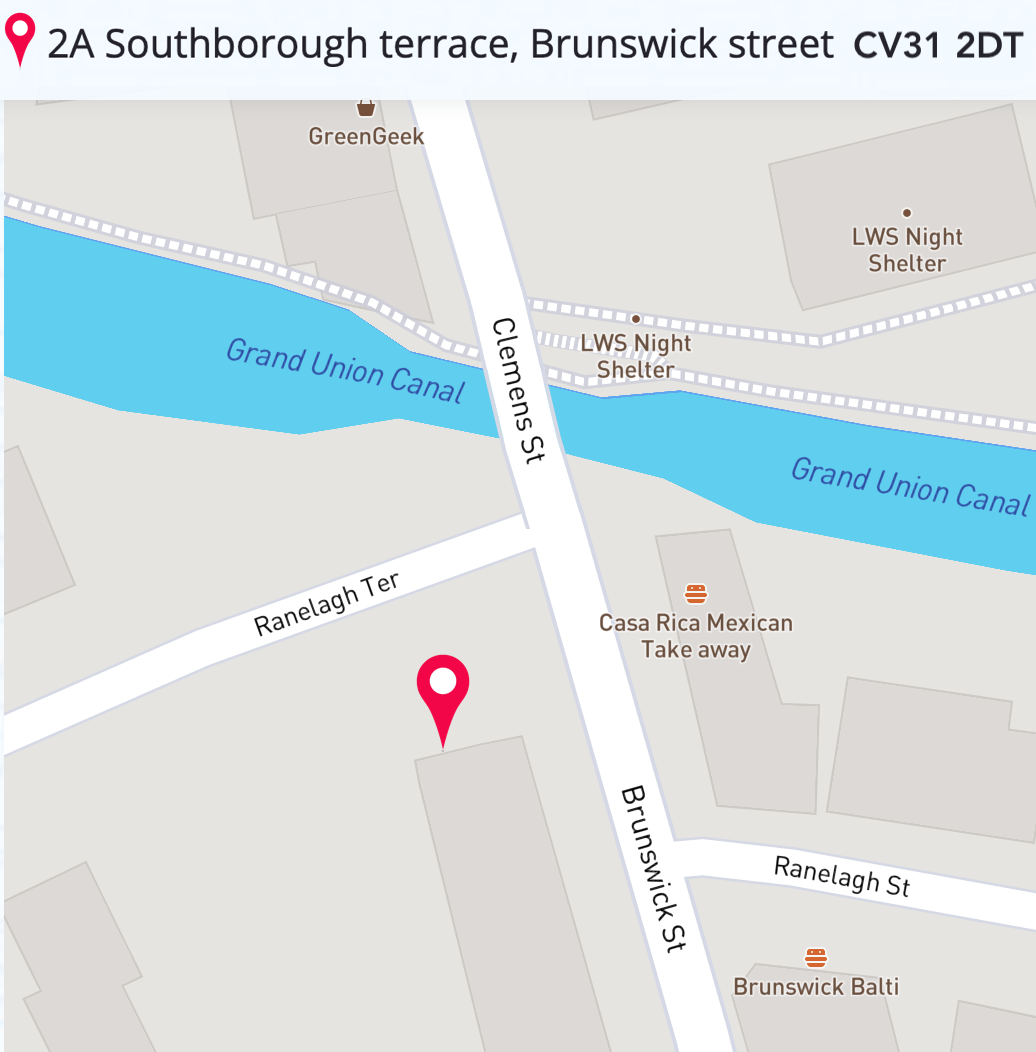 2A Southborough terrace, Brunswick street CV31 2DT
GreenGeek
LWS Night
Shelter
LWS Night
Shelter
Clemens St
Grand Union Canal
Grand Union Canal
Ranelagh Ter
Casa Rica Mexican
Take away
Brunswick St
Ranelagh St
Brunswick Balti